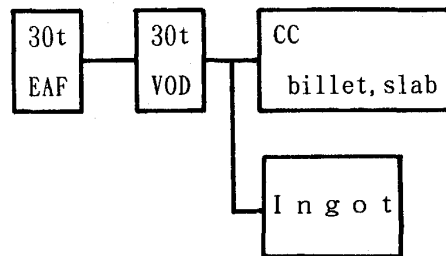 30t
EAF
30t
VOD
CC
billet, slab
Ingot